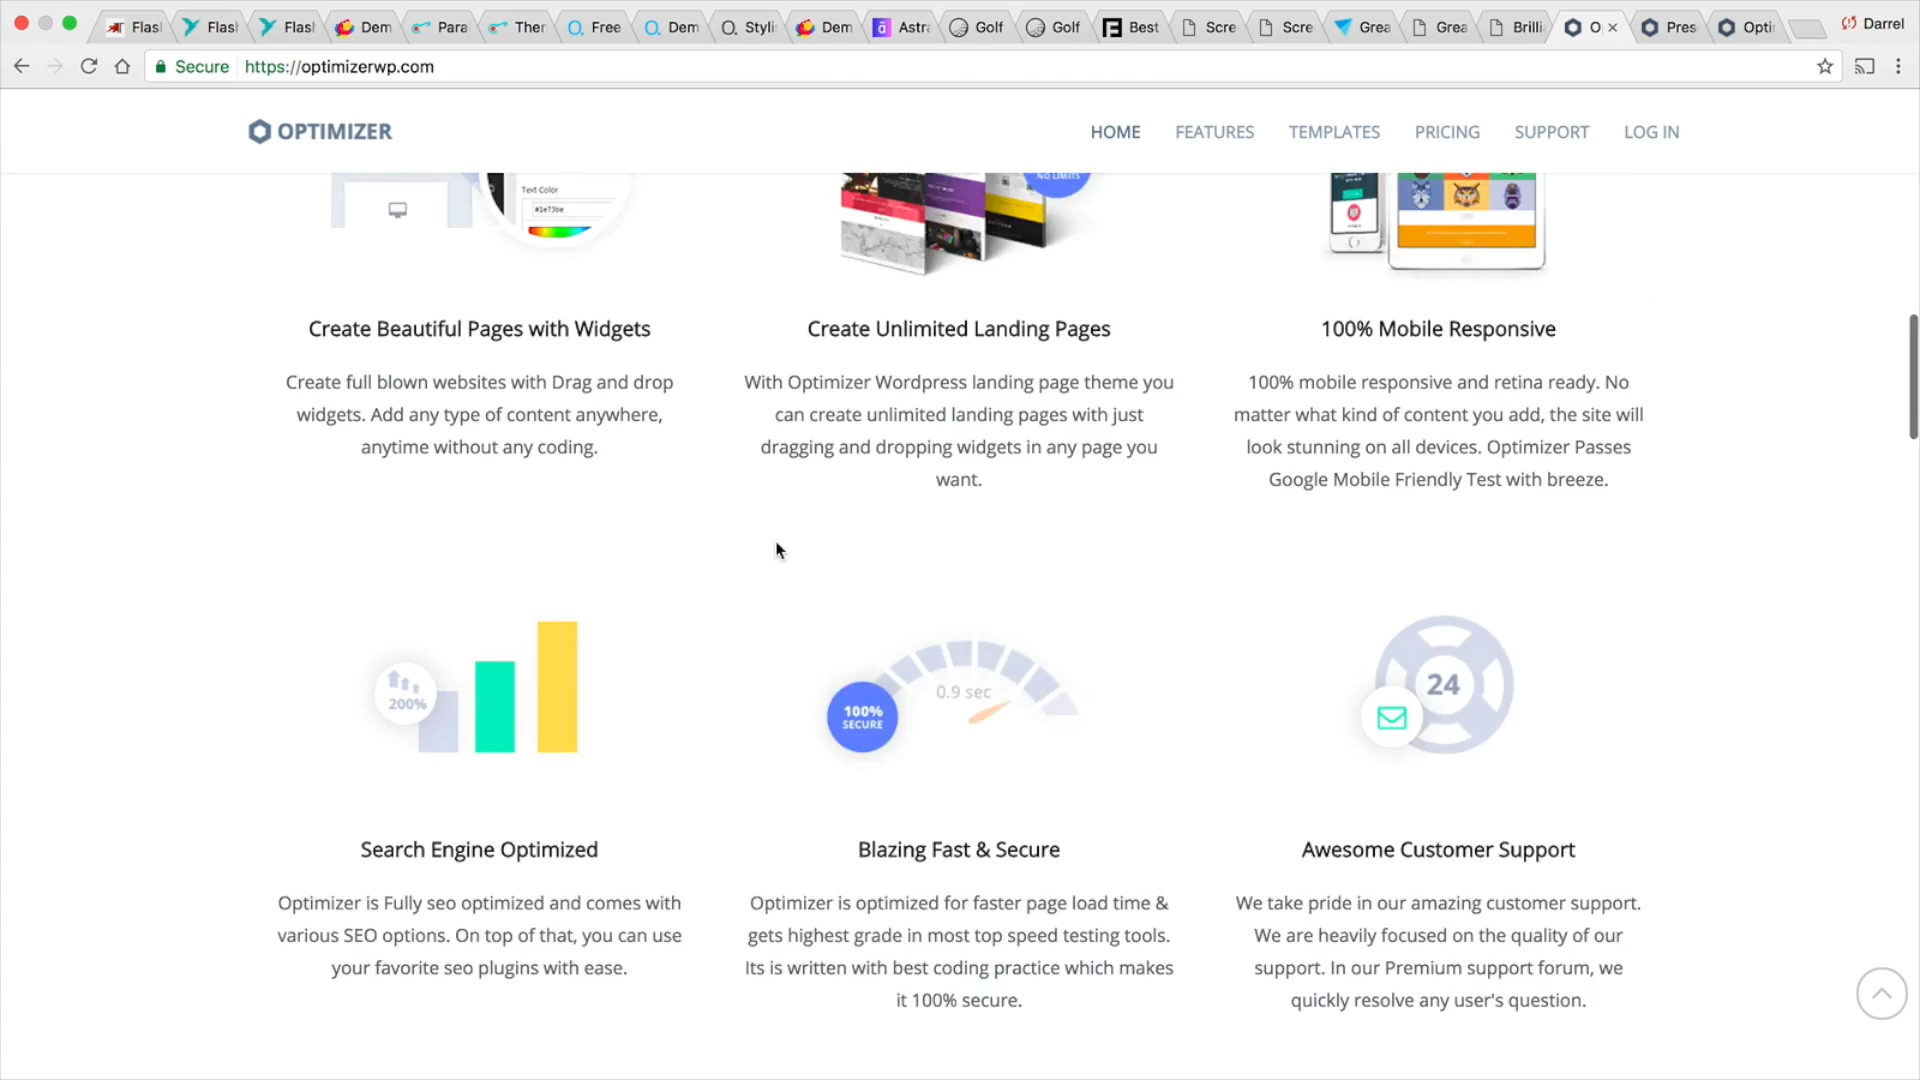 Flasl Flasl Flasl Dem Para Ther Free Dem Styli Dem Astra Golf Golf Best Scre Scre Grea Grea Brilli O Pres Opti Darrel
Secure https://optimizerwp.com
OPTIMIZER HOME FEATURES TEMPLATES PRICING SUPPORT LOG IN
NO LIMITS
Text Color
#1e73be
Create Beautiful Pages with Widgets
Create full blown websites with Drag and drop
widgets. Add any type of content anywhere,
anytime without any coding.
Create Unlimited Landing Pages
With Optimizer Wordpress landing page theme you
can create unlimited landing pages with just
dragging and dropping widgets in any page you
want.
100% Mobile Responsive
100% mobile responsive and retina ready. No
matter what kind of content you add, the site will
look stunning on all devices. Optimizer Passes
Google Mobile Friendly Test with breeze.
200%
Search Engine Optimized
Optimizer is Fully seo optimized and comes with
various SEO options. On top of that, you can use
your favorite seo plugins with ease.
0.9 sec
100%
SECURE
Blazing Fast & Secure
Optimizer is optimized for faster page load time &
gets highest grade in most top speed testing tools.
Its is written with best coding practice which makes
it 100% secure.
24
Awesome Customer Support
We take pride in our amazing customer support.
We are heavily focused on the quality of our
support. In our Premium support forum, we
quickly resolve any user's question.